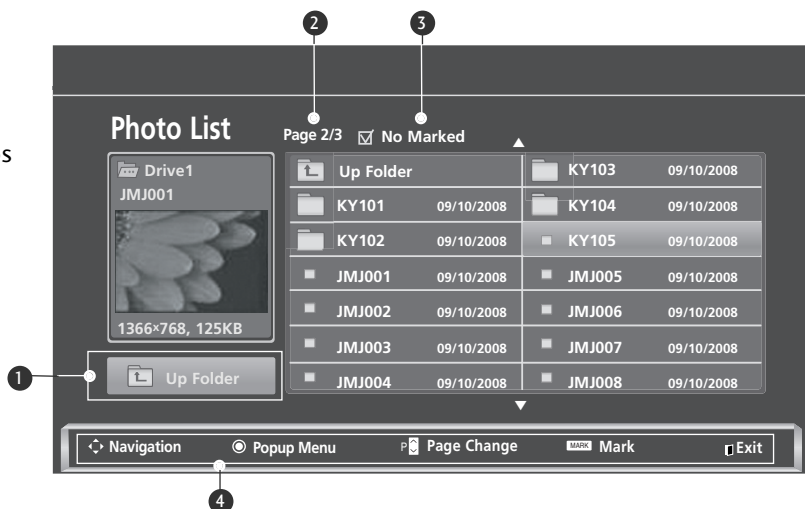 2 3
Photo List Page 2/3 No Marked
s
Drive1
JMJ001
1366x768, 125KB
1 Up Folder
Up Folder
KY101 09/10/2008
KY102 09/10/2008
JMJ001 09/10/2008
JMJ002 09/10/2008
JMJ003 09/10/2008
JMJ004 09/10/2008
KY103 09/10/2008
KY104 09/10/2008
KY105 09/10/2008
JMJ005 09/10/2008
JMJ006 09/10/2008
JMJ007 09/10/2008
JMJ008 09/10/2008
Navigation Popup Menu P Page Change MARK Mark Exit
4